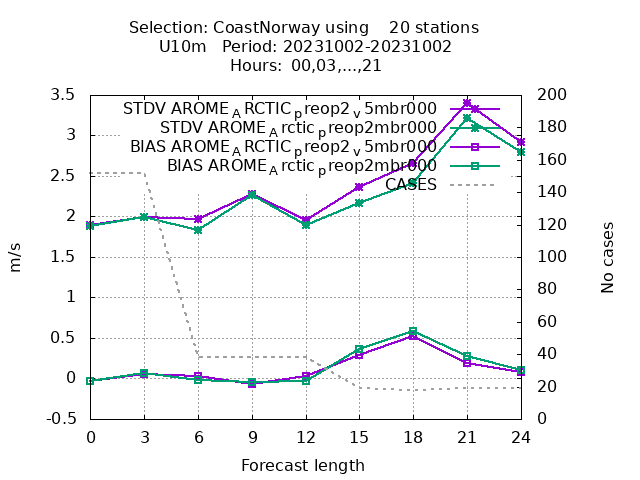 Selection: CoastNorway using    20 stations
U10m   Period: 20231002-20231002
Hours:  00,03,...,21
3.5
3
2.5
2
1.5
1
0.5
0
-0.5
m/s
STDV AROME_ARCTIC_preop2_v5mbr000
STDV AROME_Arctic_preop2mbr000
BIAS AROME_ARCTIC_preop2_v5mbr000
BIAS AROME_Arctic_preop2mbr000
CASES
200
180
160
140
120
100
80
60
40
20
0
No cases
0 3 6 9 12 15 18 21 24
Forecast length